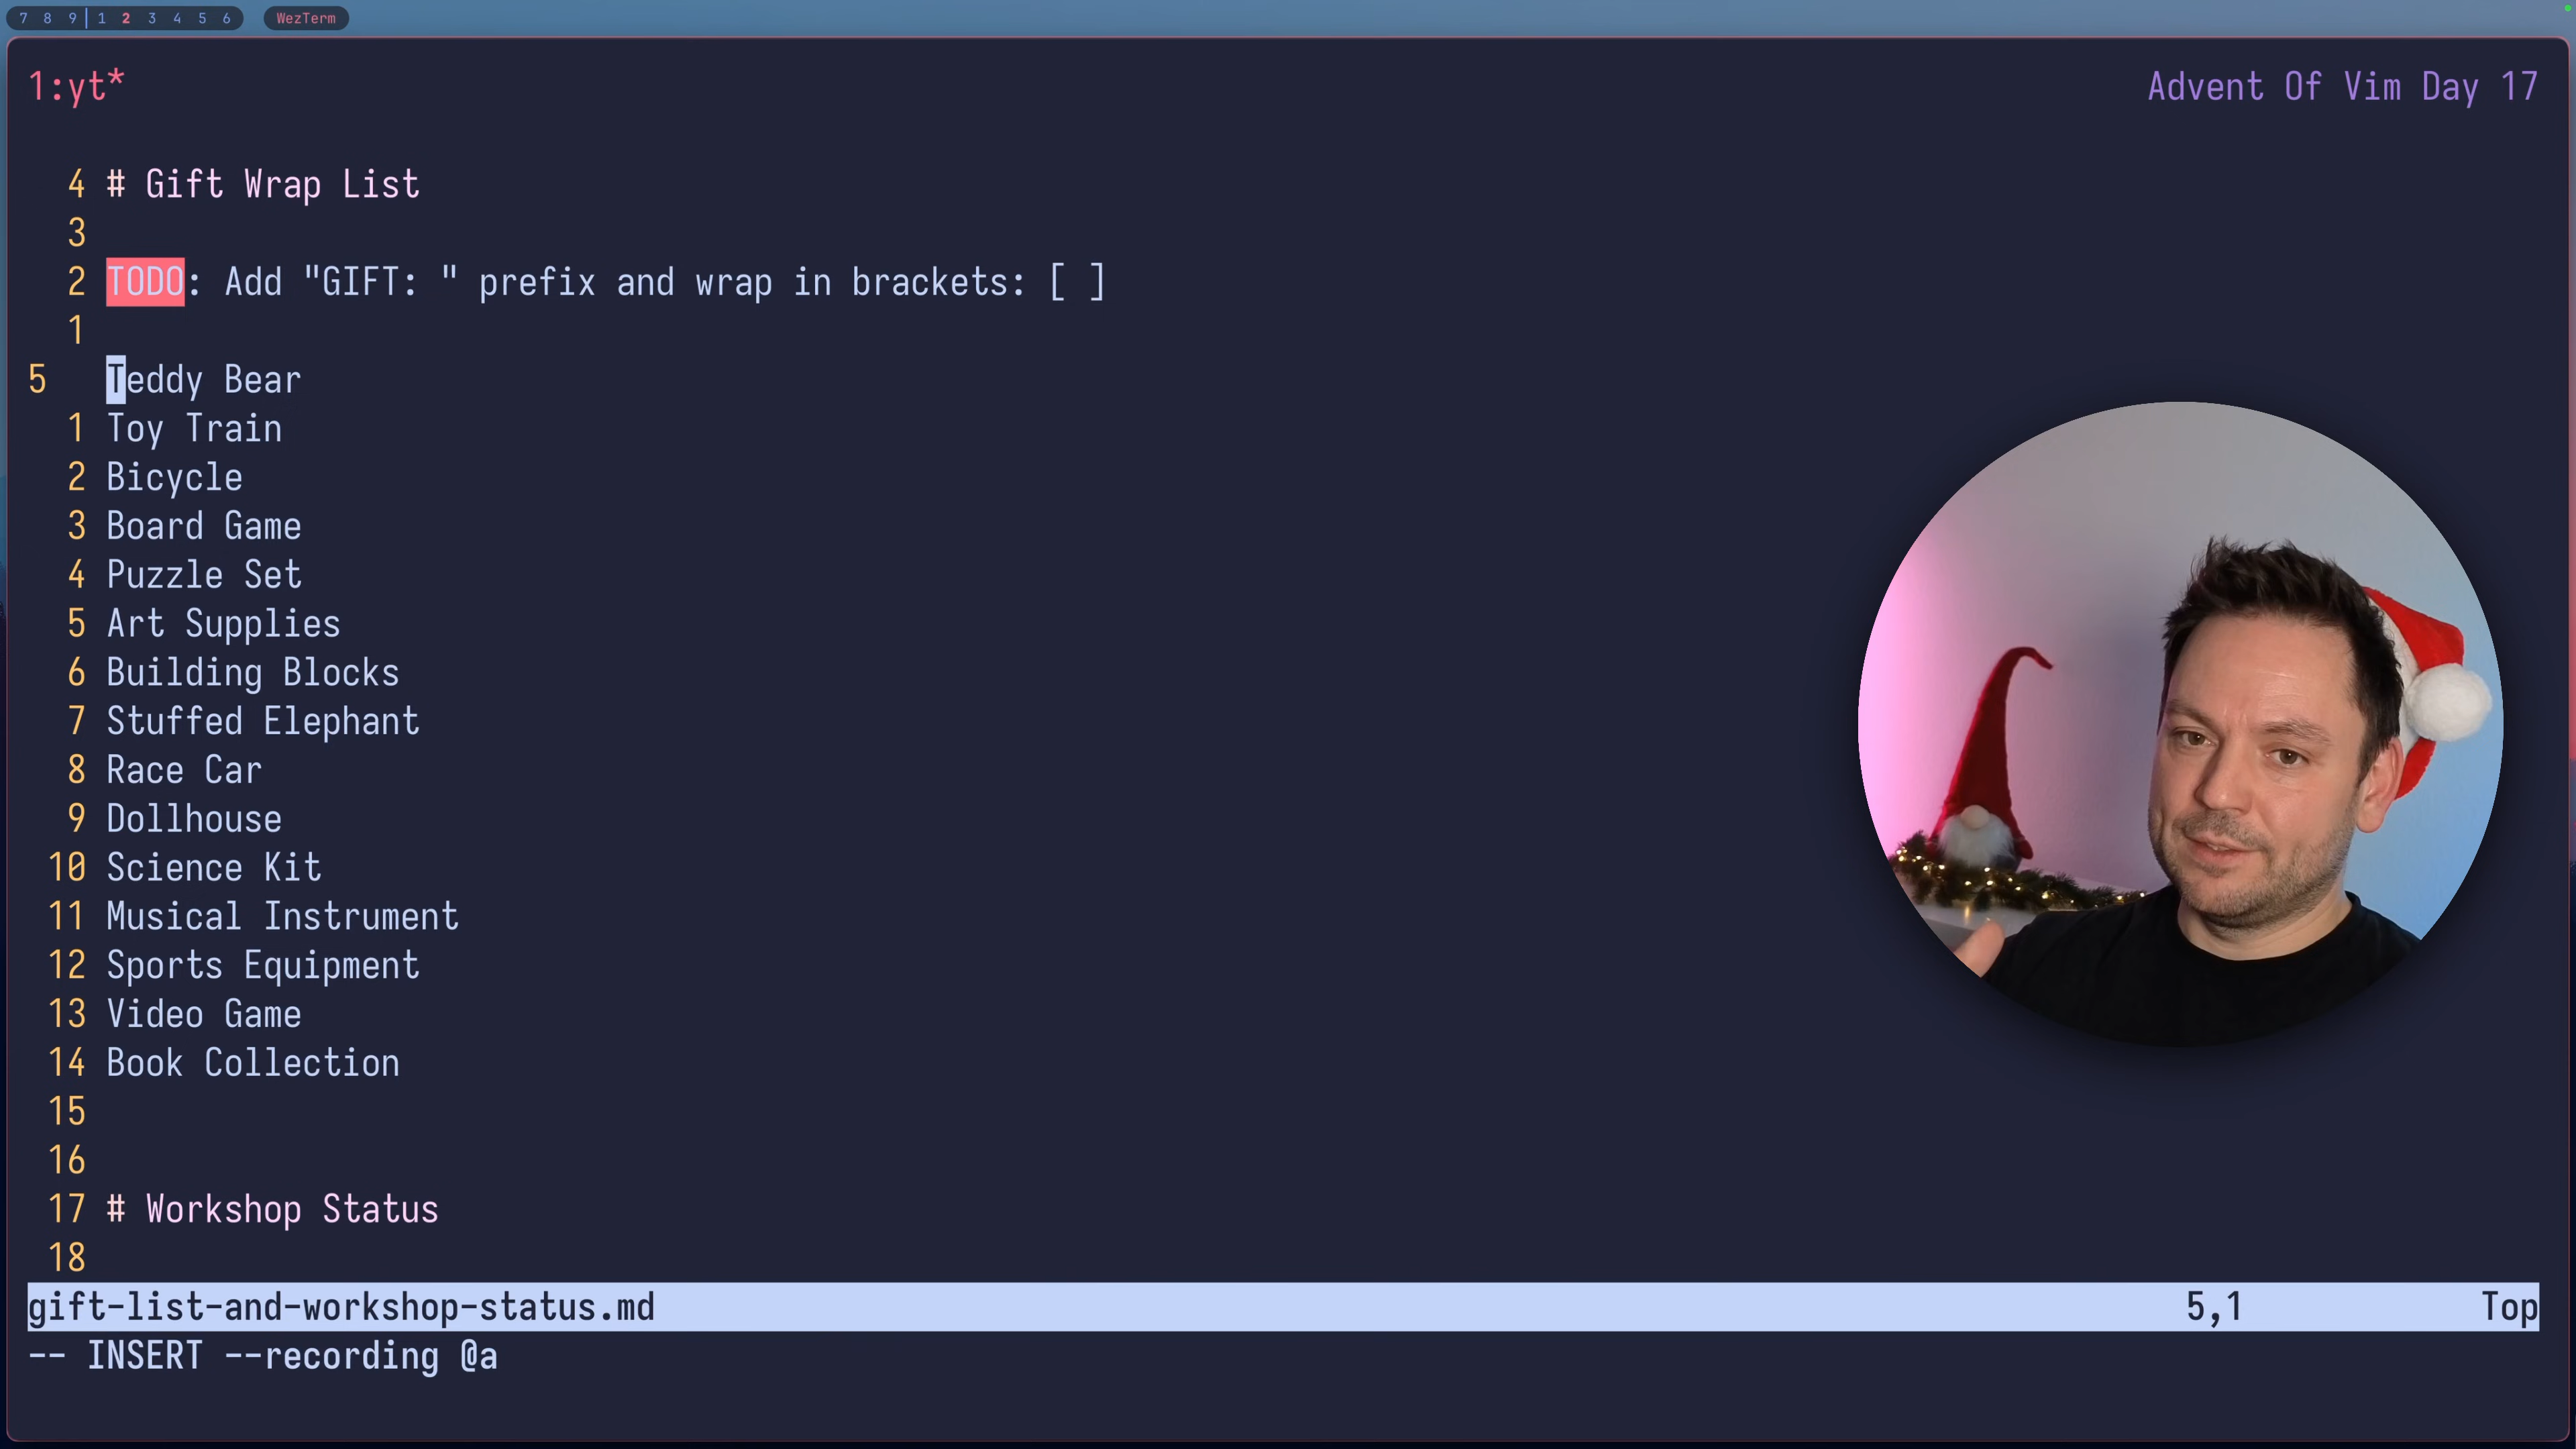 7 8 9 | 1 2 3 4 5 6 WezTerm
1:yt* Advent Of Vim Day 17
4 # Gift Wrap List
3
2 TODO: Add "GIFT: " prefix and wrap in brackets: [ ]
1
5 Teddy Bear
1 Toy Train
2 Bicycle
3 Board Game
4 Puzzle Set
5 Art Supplies
6 Building Blocks
7 Stuffed Elephant
8 Race Car
9 Dollhouse
10 Science Kit
11 Musical Instrument
12 Sports Equipment
13 Video Game
14 Book Collection
15
16
17 # Workshop Status
18
gift-list-and-workshop-status.md 5,1 Top
-- INSERT --recording @a